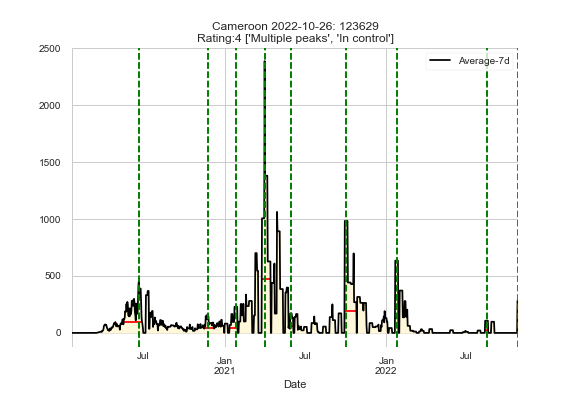 Cameroon 2022-10-26: 123629
Rating:4 ['Multiple peaks', 'In control']
Average-7d
2500
2000
1500
1000
500
0
Jul
Jan
2021
Jul
Jan
2022
Jul
Date